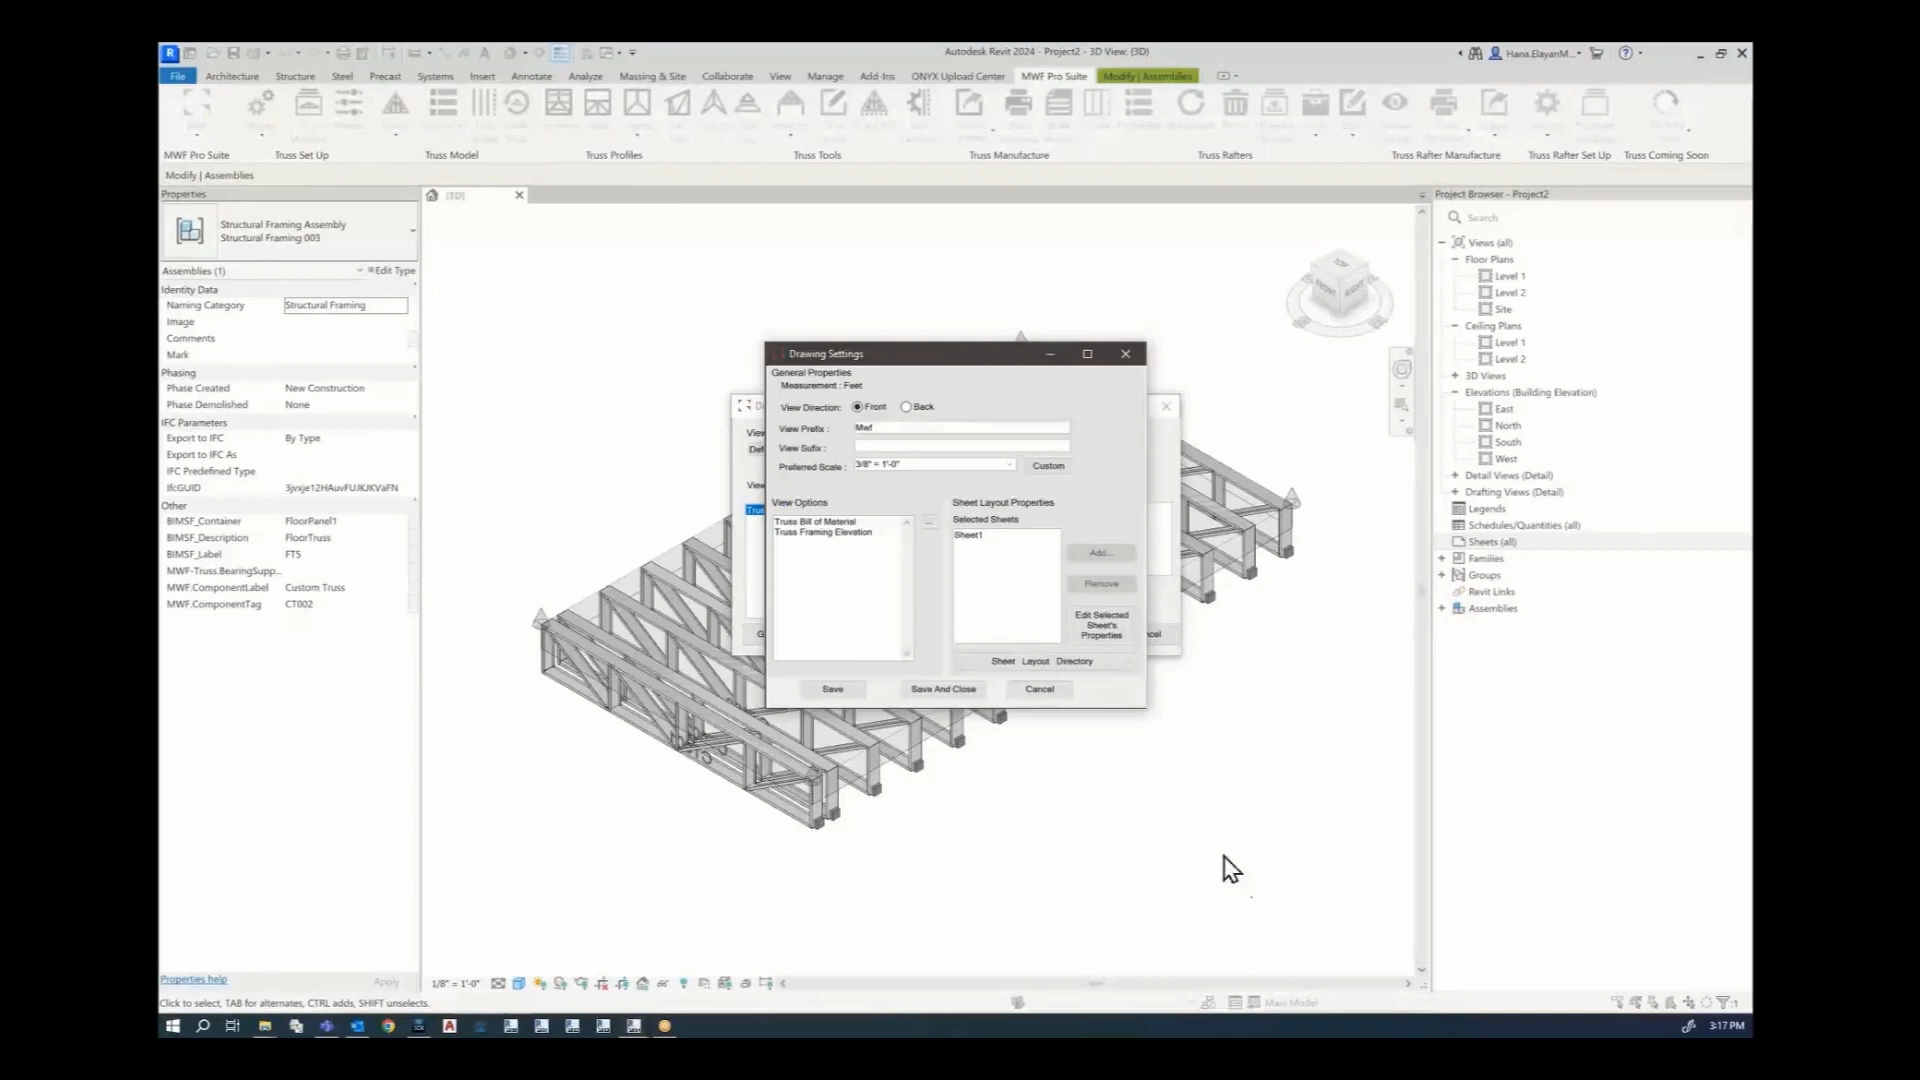 Autodesk Revit 2024 - Project2 - 3D View: {3D}
Hana.ElayanM...
File Architecture Structure Steel Precast Systems Insert Annotate Analyze Massing & Site Collaborate View Manage Add-Ins ONYX Upload Center MWF Pro Suite Modify | Assemblies
MWF Pro Suite Truss Set Up Truss Model Truss Profiles Truss Tools Truss Manufacture Truss Rafters Truss Rafter Manufacture Truss Rafter Set Up Truss Coming Soon
Modify | Assemblies
Properties
Structural Framing Assembly
Structural Framing 003
Assemblies (1) Edit Type
Identity Data
Naming Category Structural Framing
Image
Comments
Mark
Phasing
Phase Created New Construction
Phase Demolished None
IFC Parameters
Export to IFC By Type
Export to IFC As
IFC Predefined Type
IfcGUID 3jvxje12HAuvFUJKJKVaFN
Other
BIMSF_Container FloorPanel1
BIMSF_Description FloorTruss
BIMSF_Label FT5
MWF-Truss.BearingSupp...
MWF.ComponentLabel Custom Truss
MWF.ComponentTag CT002
Properties help Apply
{3D}
TOP
FRONT RIGHT
Drawing Settings
General Properties
Measurement : Feet
View Direction: Front Back
View Prefix : Mwf
View Sufix :
Preferred Scale : 3/8" = 1'-0" Custom
View Options
Truss Bill of Material
Truss Framing Elevation
Sheet Layout Properties
Selected Sheets
Sheet1
Add...
Remove
Edit Selected
Sheet's
Properties
Sheet Layout Directory
Save Save And Close Cancel
Project Browser - Project2
Search
Views (all)
Floor Plans
Level 1
Level 2
Site
Ceiling Plans
Level 1
Level 2
3D Views
Elevations (Building Elevation)
East
North
South
West
Detail Views (Detail)
Drafting Views (Detail)
Legends
Schedules/Quantities (all)
Sheets (all)
Families
Groups
Revit Links
Assemblies
1/8" = 1'-0"
Click to select, TAB for alternates, CTRL adds, SHIFT unselects.
Main Model
:1
3:17 PM